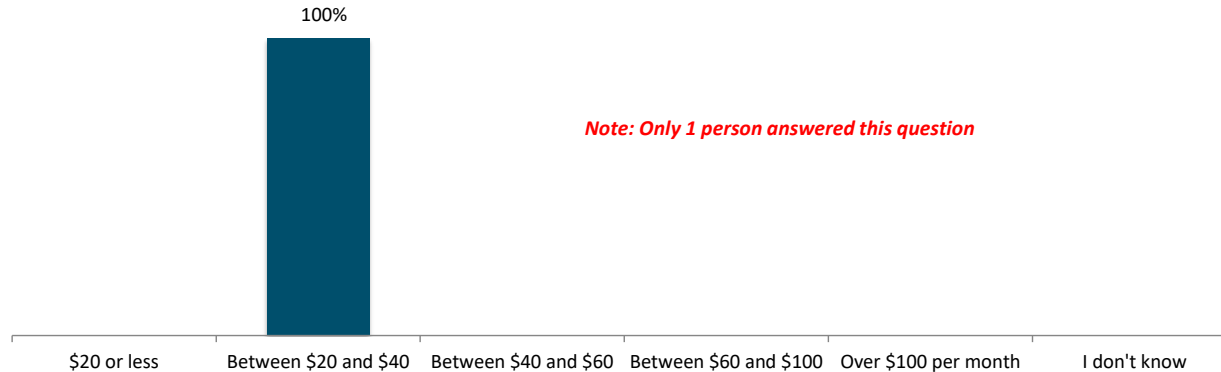 100%
Note: Only 1 person answered this question
$20 or less
Between $20 and $40
Between $40 and $60
Between $60 and $100
Over $100 per month
I don't know